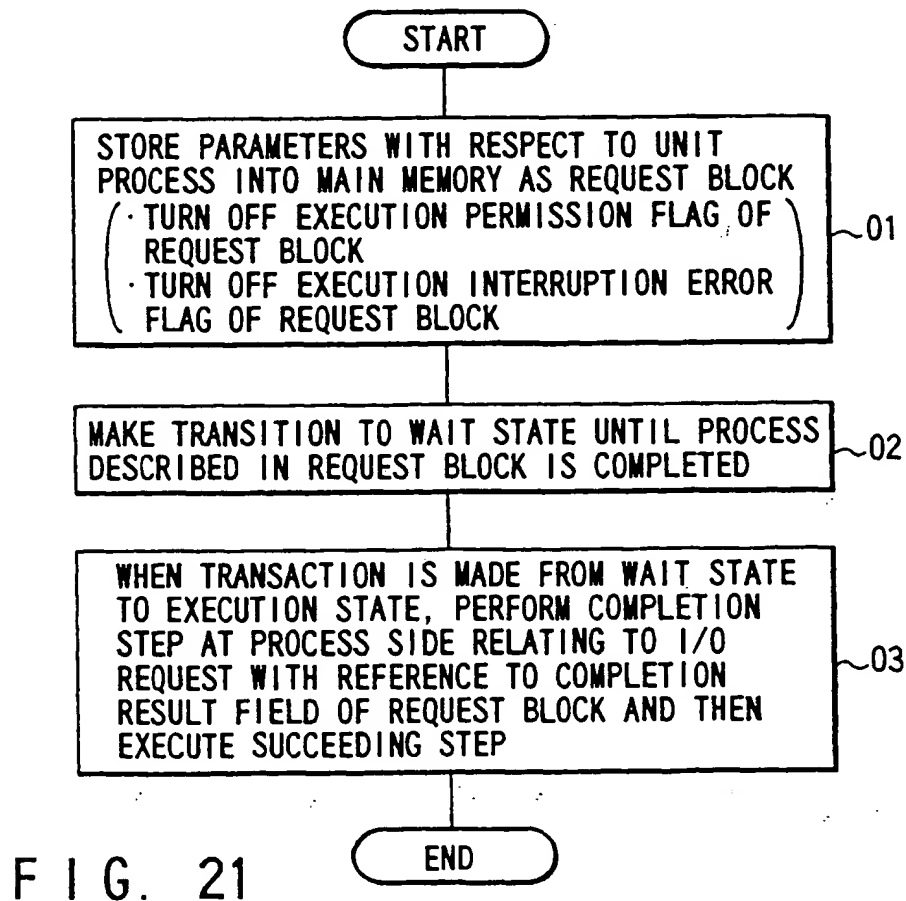 START
STORE PARAMETERS WITH RESPECT TO UNIT
PROCESS INTO MAIN MEMORY AS REQUEST BLOCK
· TURN OFF EXECUTION PERMISSION FLAG OF
REQUEST BLOCK
· TURN OFF EXECUTION INTERRUPTION ERROR
FLAG OF REQUEST BLOCK
01
MAKE TRANSITION TO WAIT STATE UNTIL PROCESS
DESCRIBED IN REQUEST BLOCK IS COMPLETED
02
WHEN TRANSACTION IS MADE FROM WAIT STATE
TO EXECUTION STATE, PERFORM COMPLETION
STEP AT PROCESS SIDE RELATING TO I/O
REQUEST WITH REFERENCE TO COMPLETION
RESULT FIELD OF REQUEST BLOCK AND THEN
EXECUTE SUCCEEDING STEP
03
END
FIG. 21